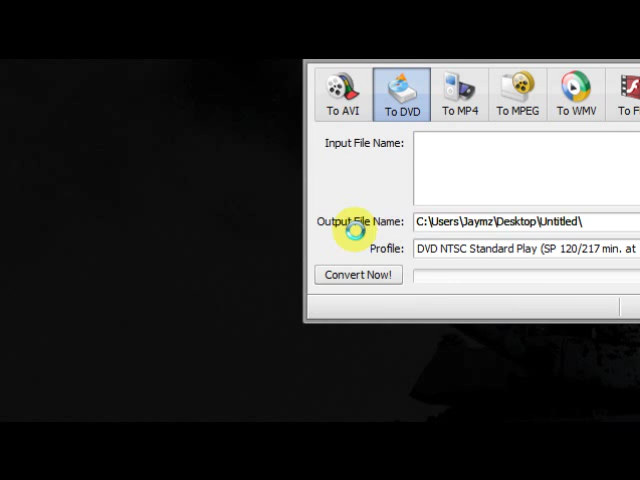 To AVI To DVD To MP4 To MPEG To WMV To F
Input File Name:
Output File Name: C:\Users\Jaymz\Desktop\Untitled\
Profile: DVD NTSC Standard Play (SP 120/217 min. at
Convert Now!